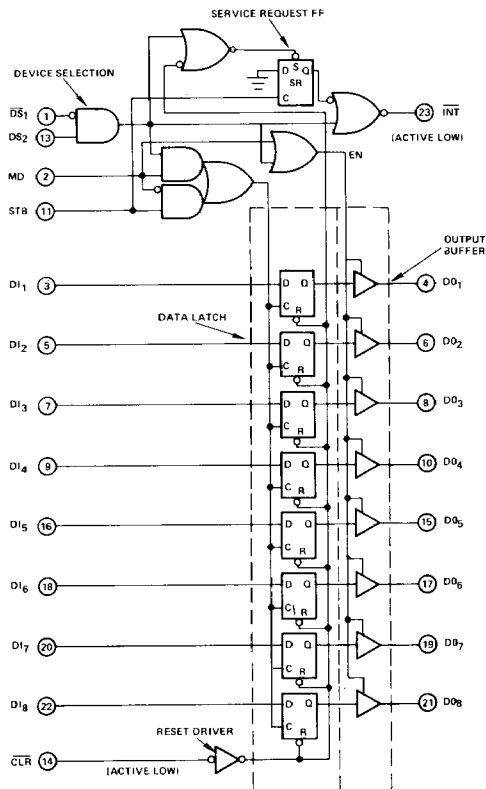 SERVICE REQUEST FF
DEVICE SELECTION
S
D Q
SR
C
D̅S̅₁ 1
DS₂ 13
23 I̅N̅T̅
(ACTIVE LOW)
EN
MD 2
STB 11
OUTPUT
BUFFER
DI₁ 3
D Q
C R
4 DO₁
DATA LATCH
DI₂ 5
D Q
C R
6 DO₂
DI₃ 7
D Q
C R
8 DO₃
DI₄ 9
D Q
C R
10 DO₄
DI₅ 16
D Q
C R
15 DO₅
DI₆ 18
D Q
C R
17 DO₆
DI₇ 20
D Q
C R
19 DO₇
DI₈ 22
D Q
C R
21 DO₈
RESET DRIVER
C̅L̅R̅ 14
(ACTIVE LOW)